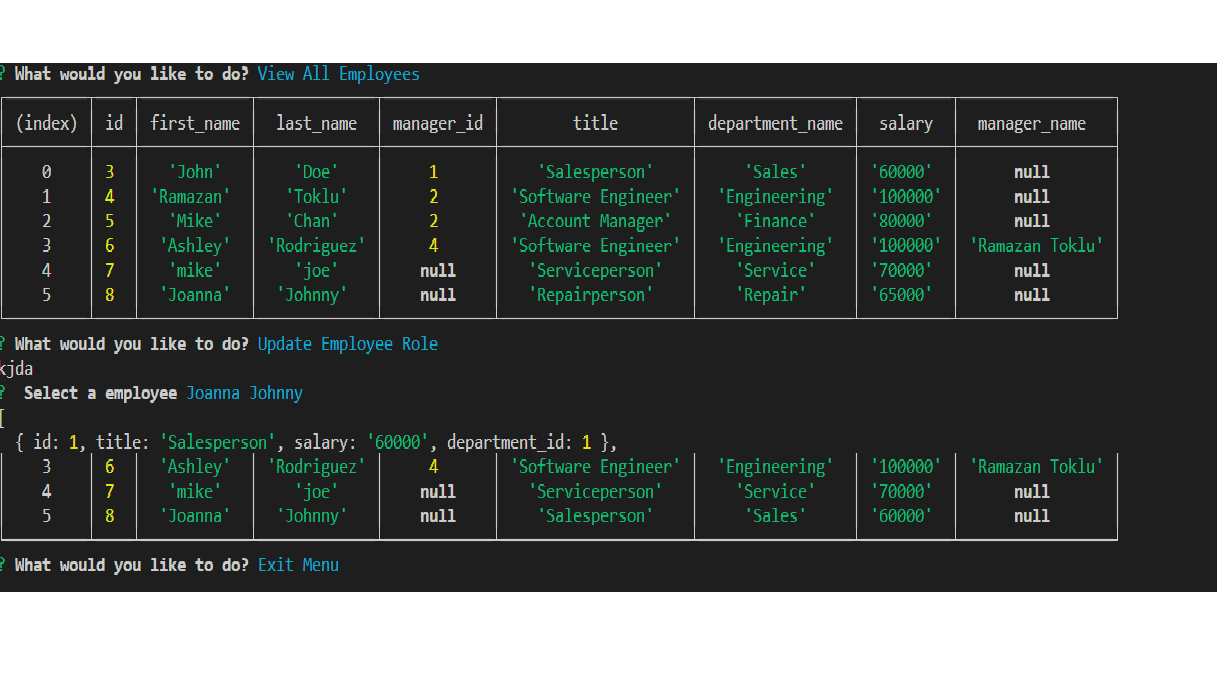 ? What would you like to do? View All Employees
(index) id first_name last_name manager_id title department_name salary manager_name
0 3 'John' 'Doe' 1 'Salesperson' 'Sales' '60000' null
1 4 'Ramazan' 'Toklu' 2 'Software Engineer' 'Engineering' '100000' null
2 5 'Mike' 'Chan' 2 'Account Manager' 'Finance' '80000' null
3 6 'Ashley' 'Rodriguez' 4 'Software Engineer' 'Engineering' '100000' 'Ramazan Toklu'
4 7 'mike' 'joe' null 'Serviceperson' 'Service' '70000' null
5 8 'Joanna' 'Johnny' null 'Repairperson' 'Repair' '65000' null
? What would you like to do? Update Employee Role
kjda
? Select a employee Joanna Johnny
[
{ id: 1, title: 'Salesperson', salary: '60000', department_id: 1 },
3 6 'Ashley' 'Rodriguez' 4 'Software Engineer' 'Engineering' '100000' 'Ramazan Toklu'
4 7 'mike' 'joe' null 'Serviceperson' 'Service' '70000' null
5 8 'Joanna' 'Johnny' null 'Salesperson' 'Sales' '60000' null
? What would you like to do? Exit Menu